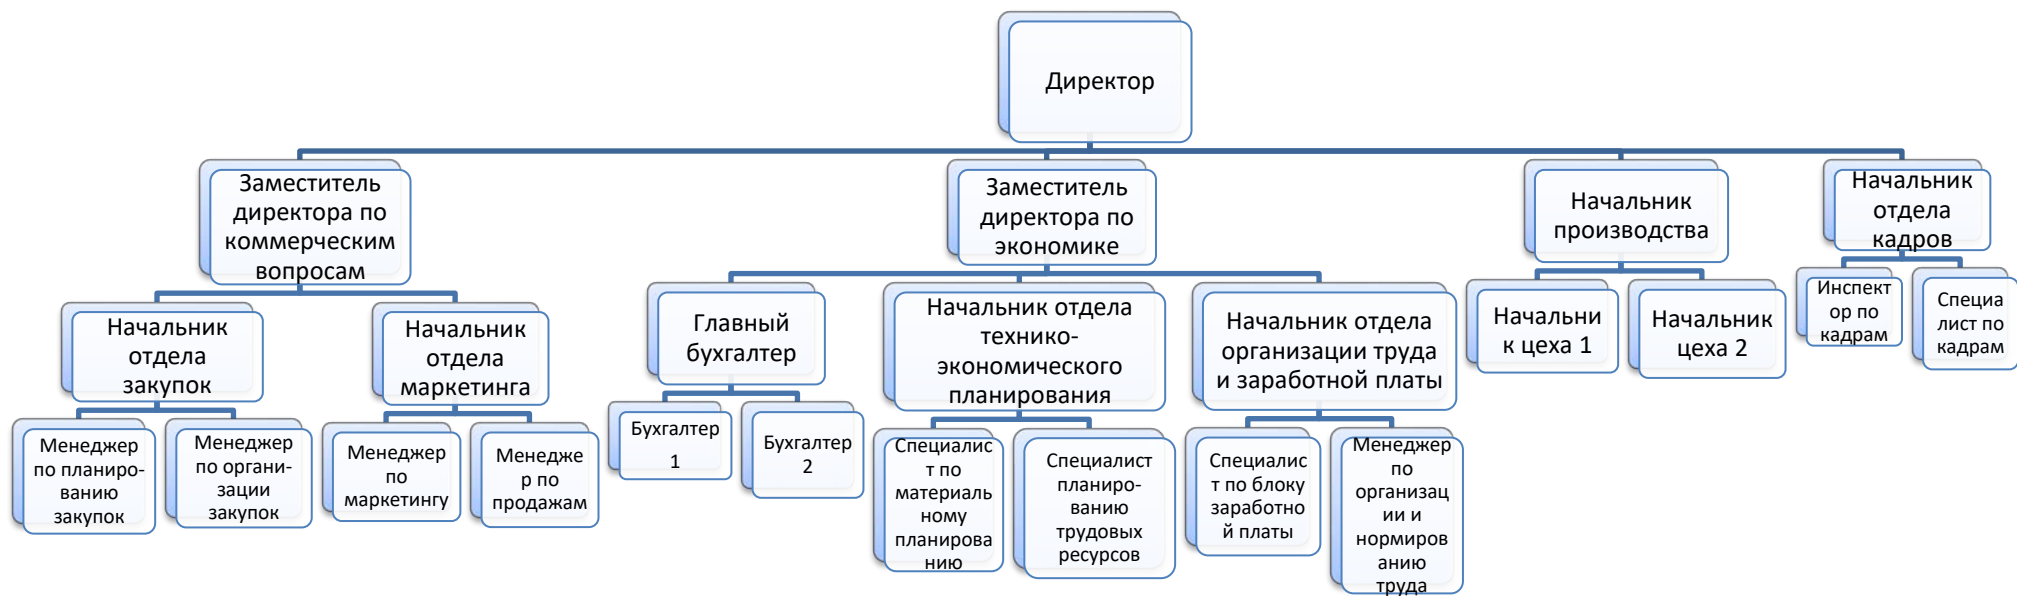 Директор
Заместитель
директора по
коммерческим
вопросам
Заместитель
директора по
экономике
Начальник
производства
Начальник
отдела
кадров
Начальник
отдела
закупок
Начальник
отдела
маркетинга
Главный
бухгалтер
Начальник отдела
технико-
экономического
планирования
Начальник отдела
организации труда
и заработной платы
Начальни
к цеха 1
Начальник
цеха 2
Инспект
ор по
кадрам
Специа
лист по
кадрам
Менеджер
по планиро-
ванию
закупок
Менеджер
по органи-
зации
закупок
Менеджер
по
маркетингу
Менедже
р по
продажам
Бухгалтер
1
Бухгалтер
2
Специалис
т по
материаль
ному
планирова
нию
Специалист
планиро-
ванию
трудовых
ресурсов
Специалис
т по блоку
заработно
й платы
Менеджер
по
организац
ии и
нормиров
анию
труда